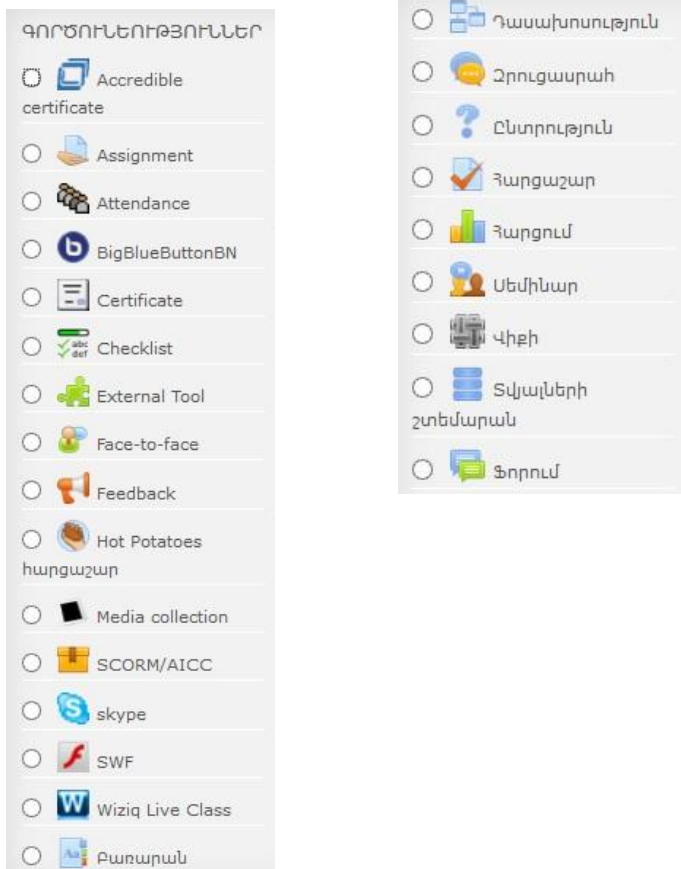 ԳՈՐԾՈՒՆԵՈՒԹՅՈՒՆՆԵՐ
Accredible
certificate
Assignment
Attendance
BigBlueButtonBN
Certificate
Checklist
External Tool
Face-to-face
Feedback
Hot Potatoes
հարցաշար
Media collection
SCORM/AICC
skype
SWF
Wiziq Live Class
Բառարան
Դասախոսություն
Զրուցասրահ
Ընտրություն
Հարցաշար
Հարցում
Սեմինար
Վիքի
Տվյալների
շտեմարան
Ֆորում